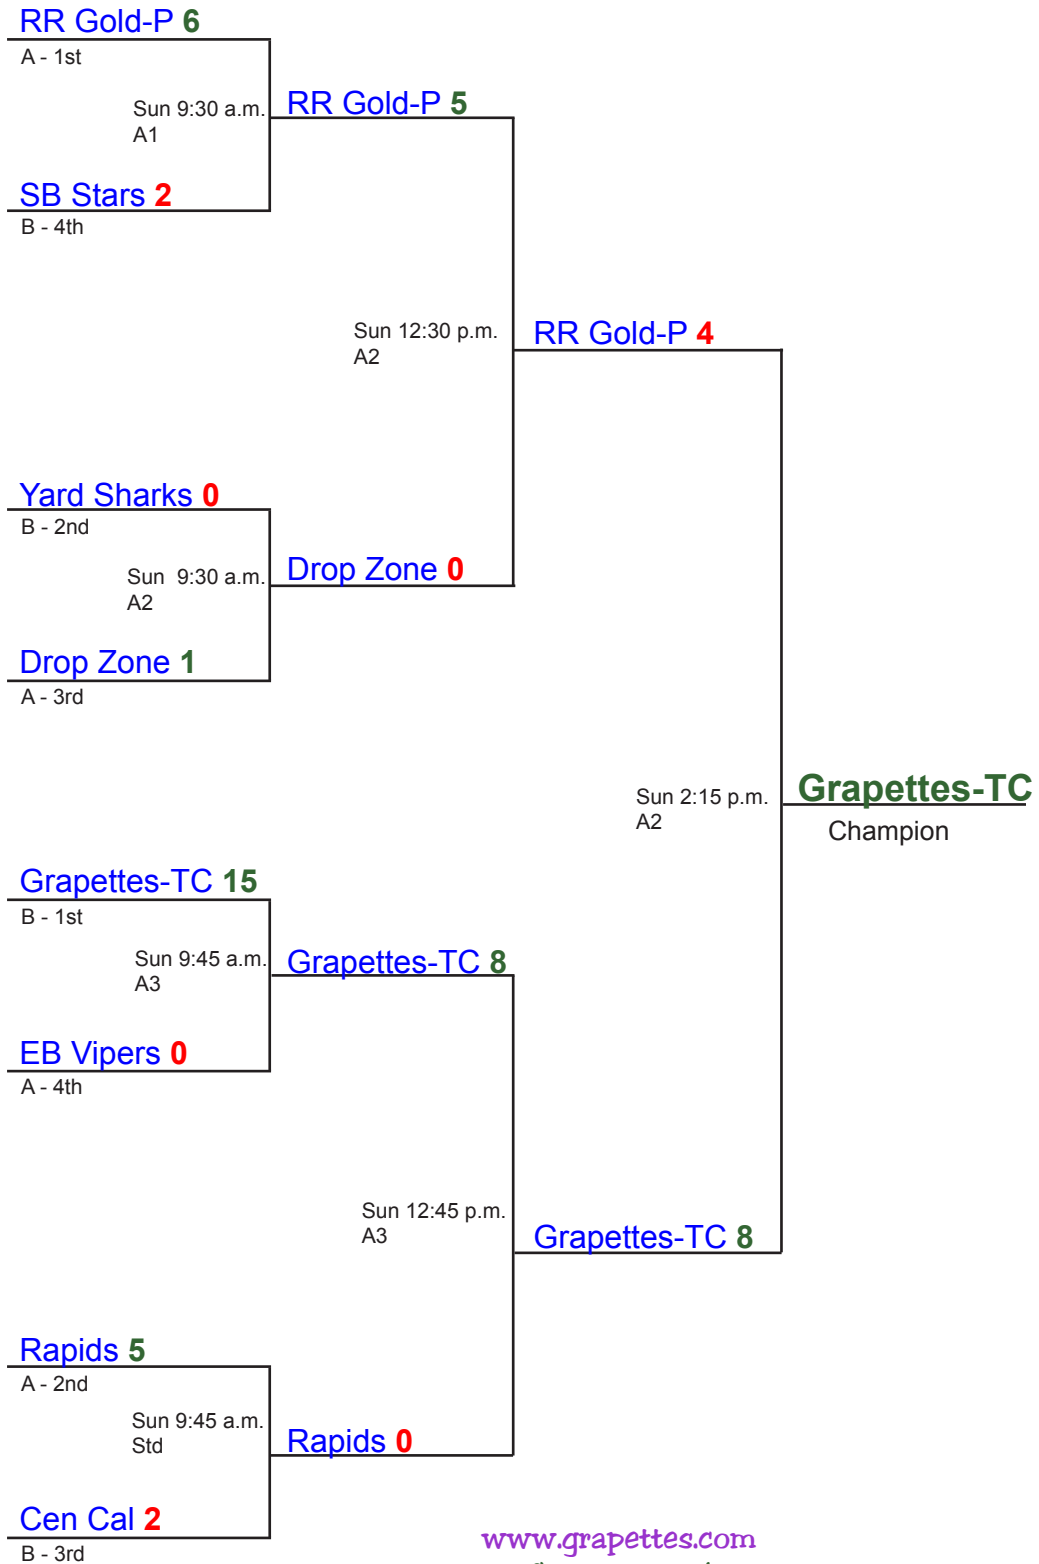 RR Gold-P 6
A - 1st
Sun 9:30 a.m.
A1
RR Gold-P 5
SB Stars 2
B - 4th
Sun 12:30 p.m.
A2
RR Gold-P 4
Yard Sharks 0
B - 2nd
Sun 9:30 a.m.
A2
Drop Zone 0
Drop Zone 1
A - 3rd
Sun 2:15 p.m.
A2
Grapettes-TC
Champion
Grapettes-TC 15
B - 1st
Sun 9:45 a.m.
A3
Grapettes-TC 8
EB Vipers 0
A - 4th
Sun 12:45 p.m.
A3
Grapettes-TC 8
Rapids 5
A - 2nd
Sun 9:45 a.m.
Std
Rapids 0
Cen Cal 2
B - 3rd
www.grapettes.com